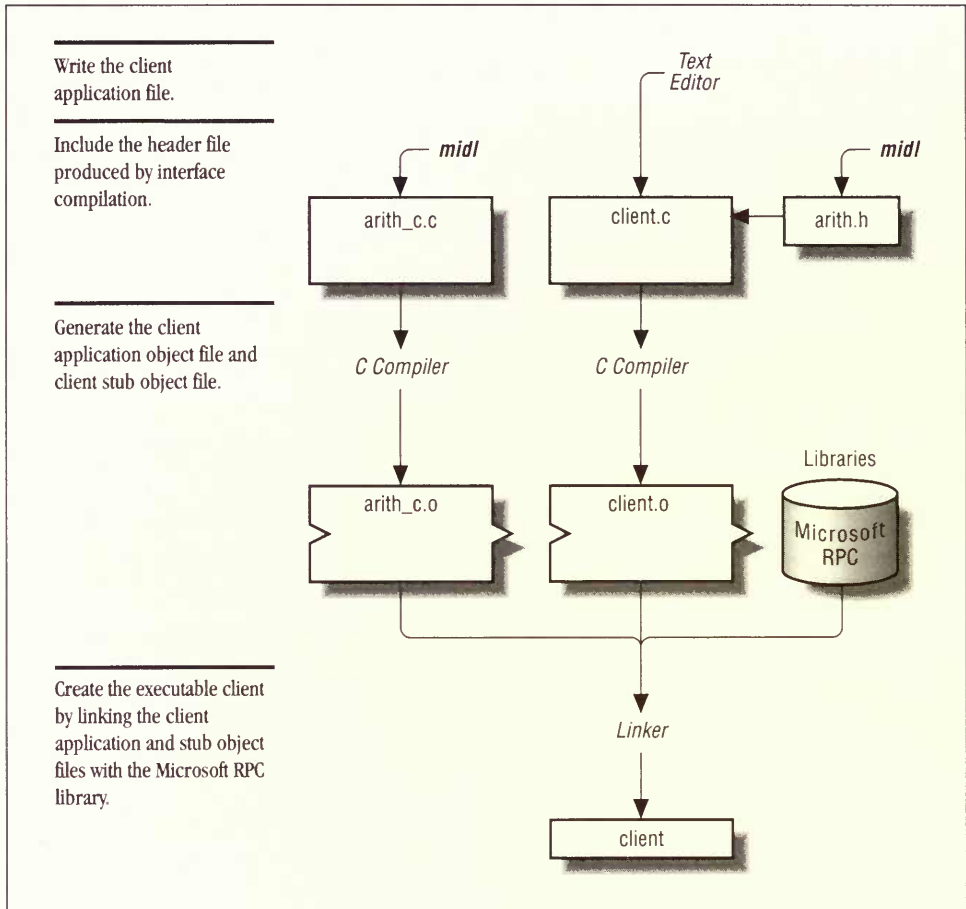 Write the client
application file.
Include the header file
produced by interface
compilation.
Generate the client
application object file and
client stub object file.
Create the executable client
by linking the client
application and stub object
files with the Microsoft RPC
library.
Text
Editor
midl
midl
arith_c.c
client.c
arith.h
C Compiler
C Compiler
Libraries
arith_c.o
client.o
Microsoft
RPC
Linker
client